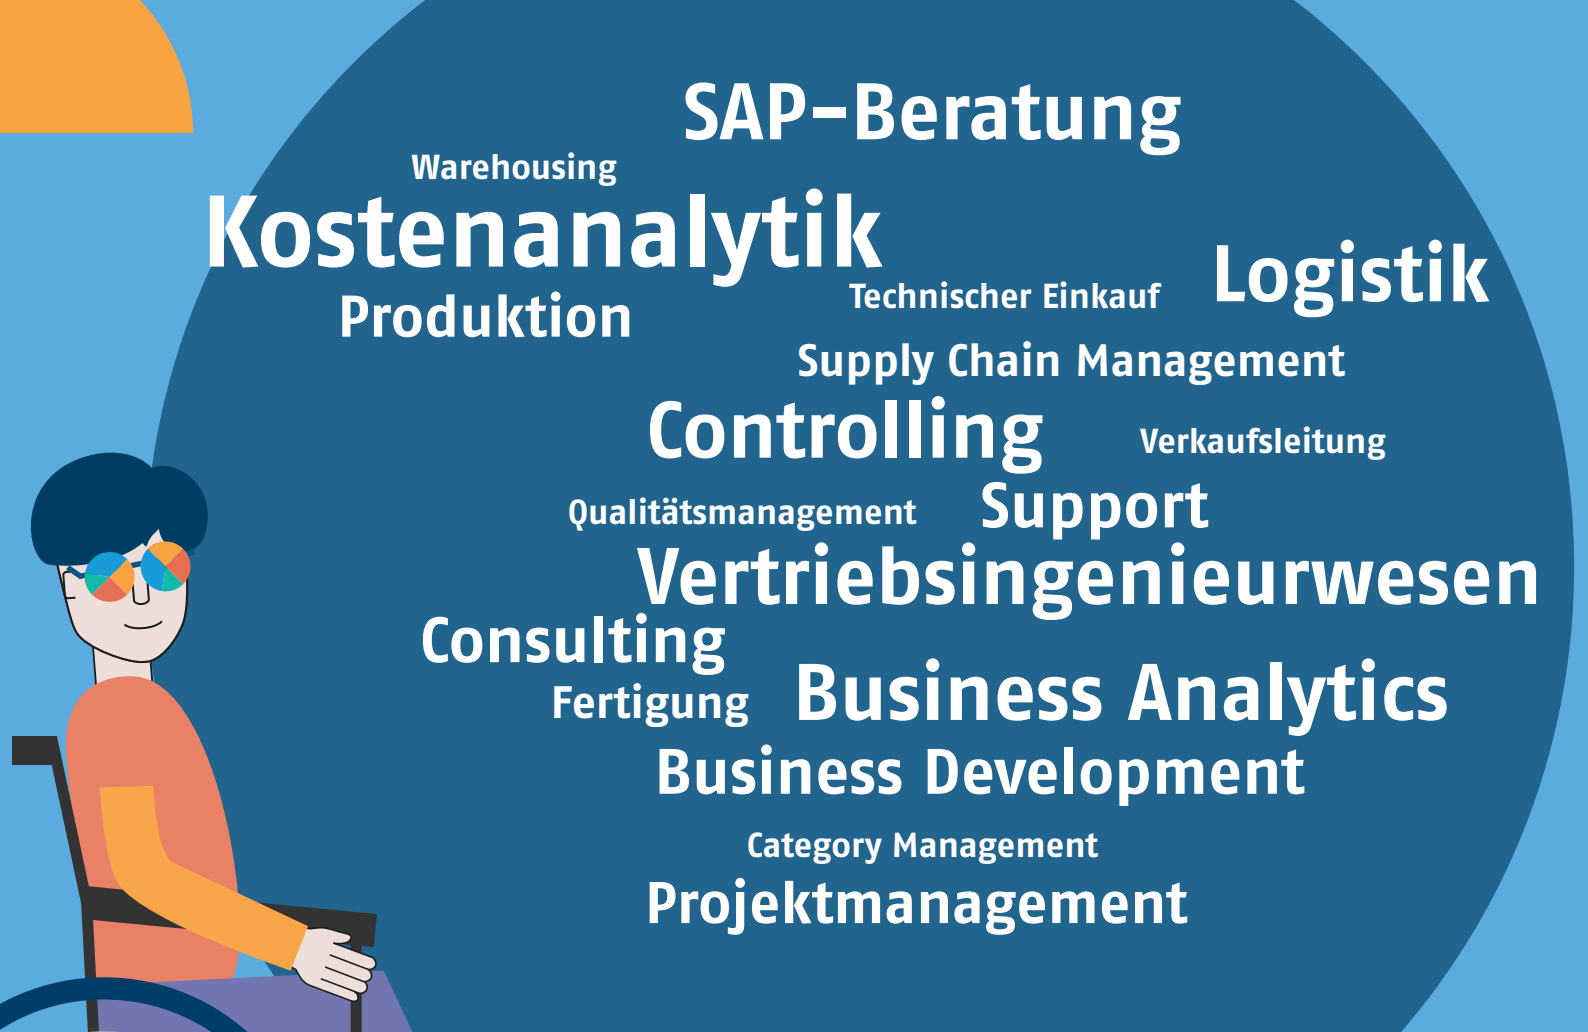 SAP-Beratung
Warehousing
Kostenanalytik
Logistik
Technischer Einkauf
Produktion
Supply Chain Management
Controlling
Verkaufsleitung
Qualitätsmanagement
Support
Vertriebsingenieurwesen
Consulting
Business Analytics
Fertigung
Business Development
Category Management
Projektmanagement